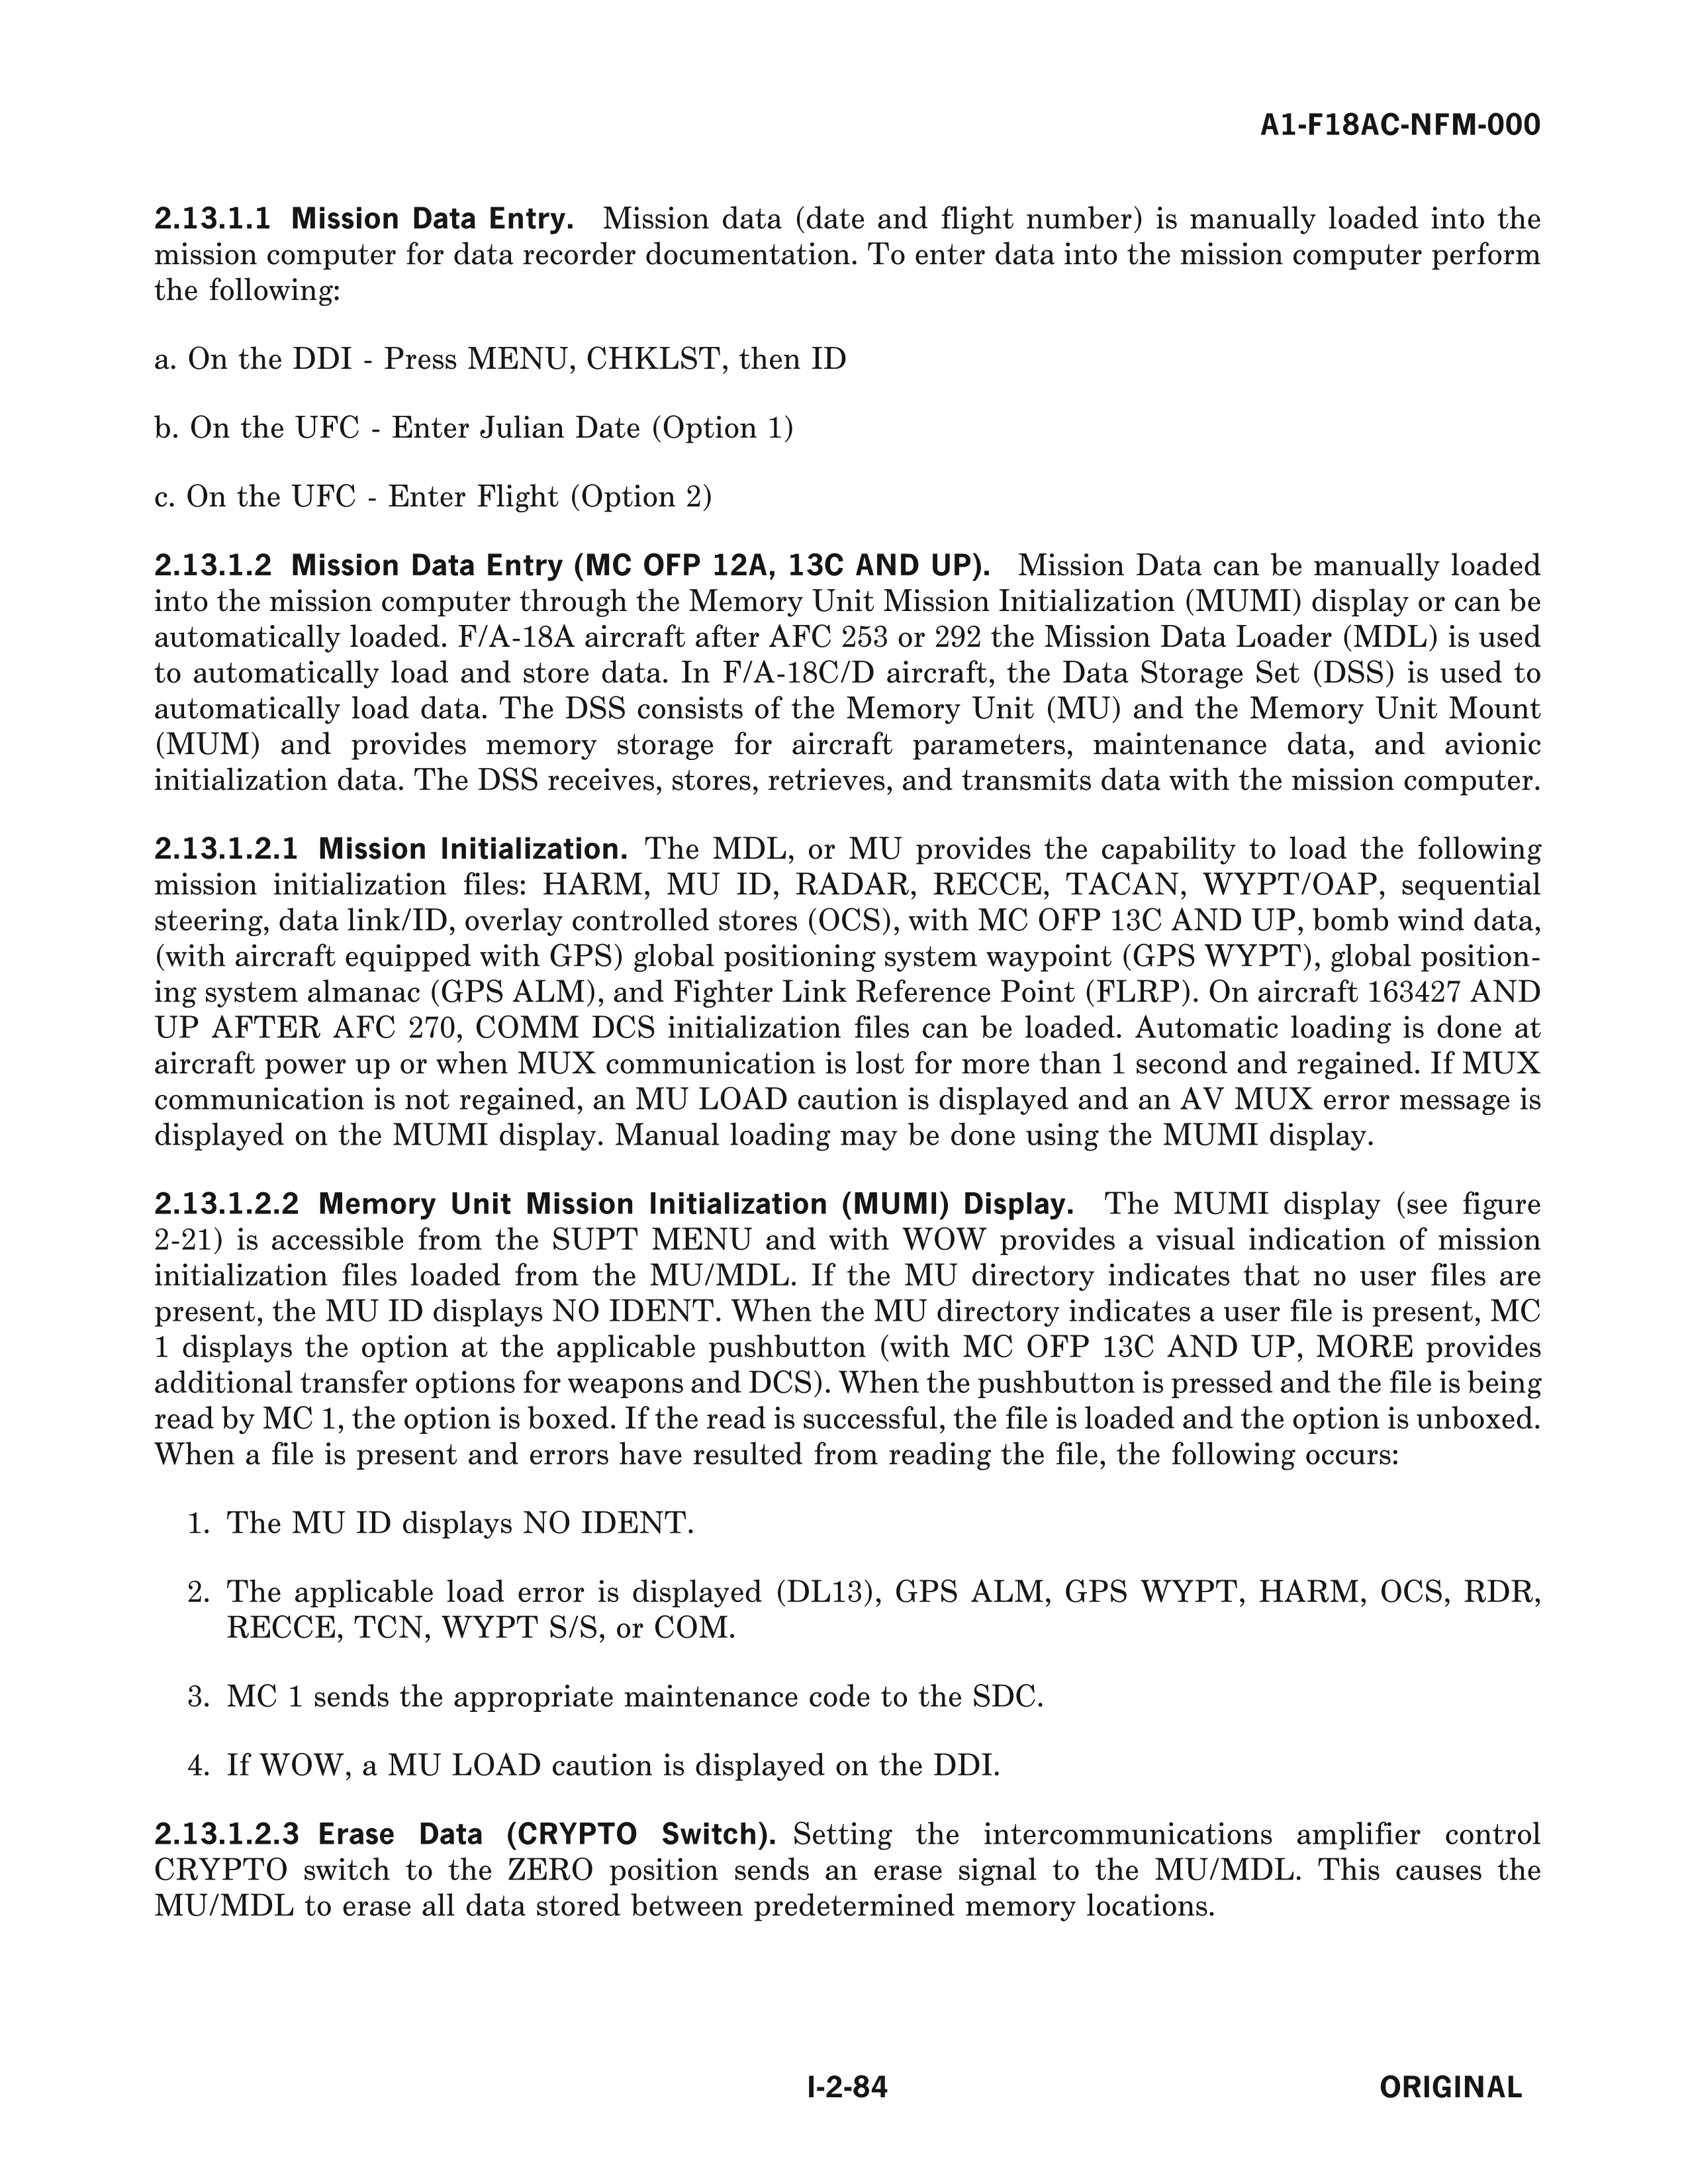 A1-F18AC-NFM-000
2.13.1.1 Mission Data Entry. Mission data (date and flight number) is manually loaded into the
mission computer for data recorder documentation. To enter data into the mission computer perform
the following:
a. On the DDI - Press MENU, CHKLST, then ID
b. On the UFC - Enter Julian Date (Option 1)
c. On the UFC - Enter Flight (Option 2)
2.13.1.2 Mission Data Entry (MC OFP 12A, 13C AND UP). Mission Data can be manually loaded
into the mission computer through the Memory Unit Mission Initialization (MUMI) display or can be
automatically loaded. F/A-18A aircraft after AFC 253 or 292 the Mission Data Loader (MDL) is used
to automatically load and store data. In F/A-18C/D aircraft, the Data Storage Set (DSS) is used to
automatically load data. The DSS consists of the Memory Unit (MU) and the Memory Unit Mount
(MUM) and provides memory storage for aircraft parameters, maintenance data, and avionic
initialization data. The DSS receives, stores, retrieves, and transmits data with the mission computer.
2.13.1.2.1 Mission Initialization. The MDL, or MU provides the capability to load the following
mission initialization files: HARM, MU ID, RADAR, RECCE, TACAN, WYPT/OAP, sequential
steering, data link/ID, overlay controlled stores (OCS), with MC OFP 13C AND UP, bomb wind data,
(with aircraft equipped with GPS) global positioning system waypoint (GPS WYPT), global position-
ing system almanac (GPS ALM), and Fighter Link Reference Point (FLRP). On aircraft 163427 AND
UP AFTER AFC 270, COMM DCS initialization files can be loaded. Automatic loading is done at
aircraft power up or when MUX communication is lost for more than 1 second and regained. If MUX
communication is not regained, an MU LOAD caution is displayed and an AV MUX error message is
displayed on the MUMI display. Manual loading may be done using the MUMI display.
2.13.1.2.2 Memory Unit Mission Initialization (MUMI) Display. The MUMI display (see figure
2-21) is accessible from the SUPT MENU and with WOW provides a visual indication of mission
initialization files loaded from the MU/MDL. If the MU directory indicates that no user files are
present, the MU ID displays NO IDENT. When the MU directory indicates a user file is present, MC
1 displays the option at the applicable pushbutton (with MC OFP 13C AND UP, MORE provides
additional transfer options for weapons and DCS). When the pushbutton is pressed and the file is being
read by MC 1, the option is boxed. If the read is successful, the file is loaded and the option is unboxed.
When a file is present and errors have resulted from reading the file, the following occurs:
1. The MU ID displays NO IDENT.
2. The applicable load error is displayed (DL13), GPS ALM, GPS WYPT, HARM, OCS, RDR,
RECCE, TCN, WYPT S/S, or COM.
3. MC 1 sends the appropriate maintenance code to the SDC.
4. If WOW, a MU LOAD caution is displayed on the DDI.
2.13.1.2.3 Erase Data (CRYPTO Switch). Setting the intercommunications amplifier control
CRYPTO switch to the ZERO position sends an erase signal to the MU/MDL. This causes the
MU/MDL to erase all data stored between predetermined memory locations.
I-2-84
ORIGINAL